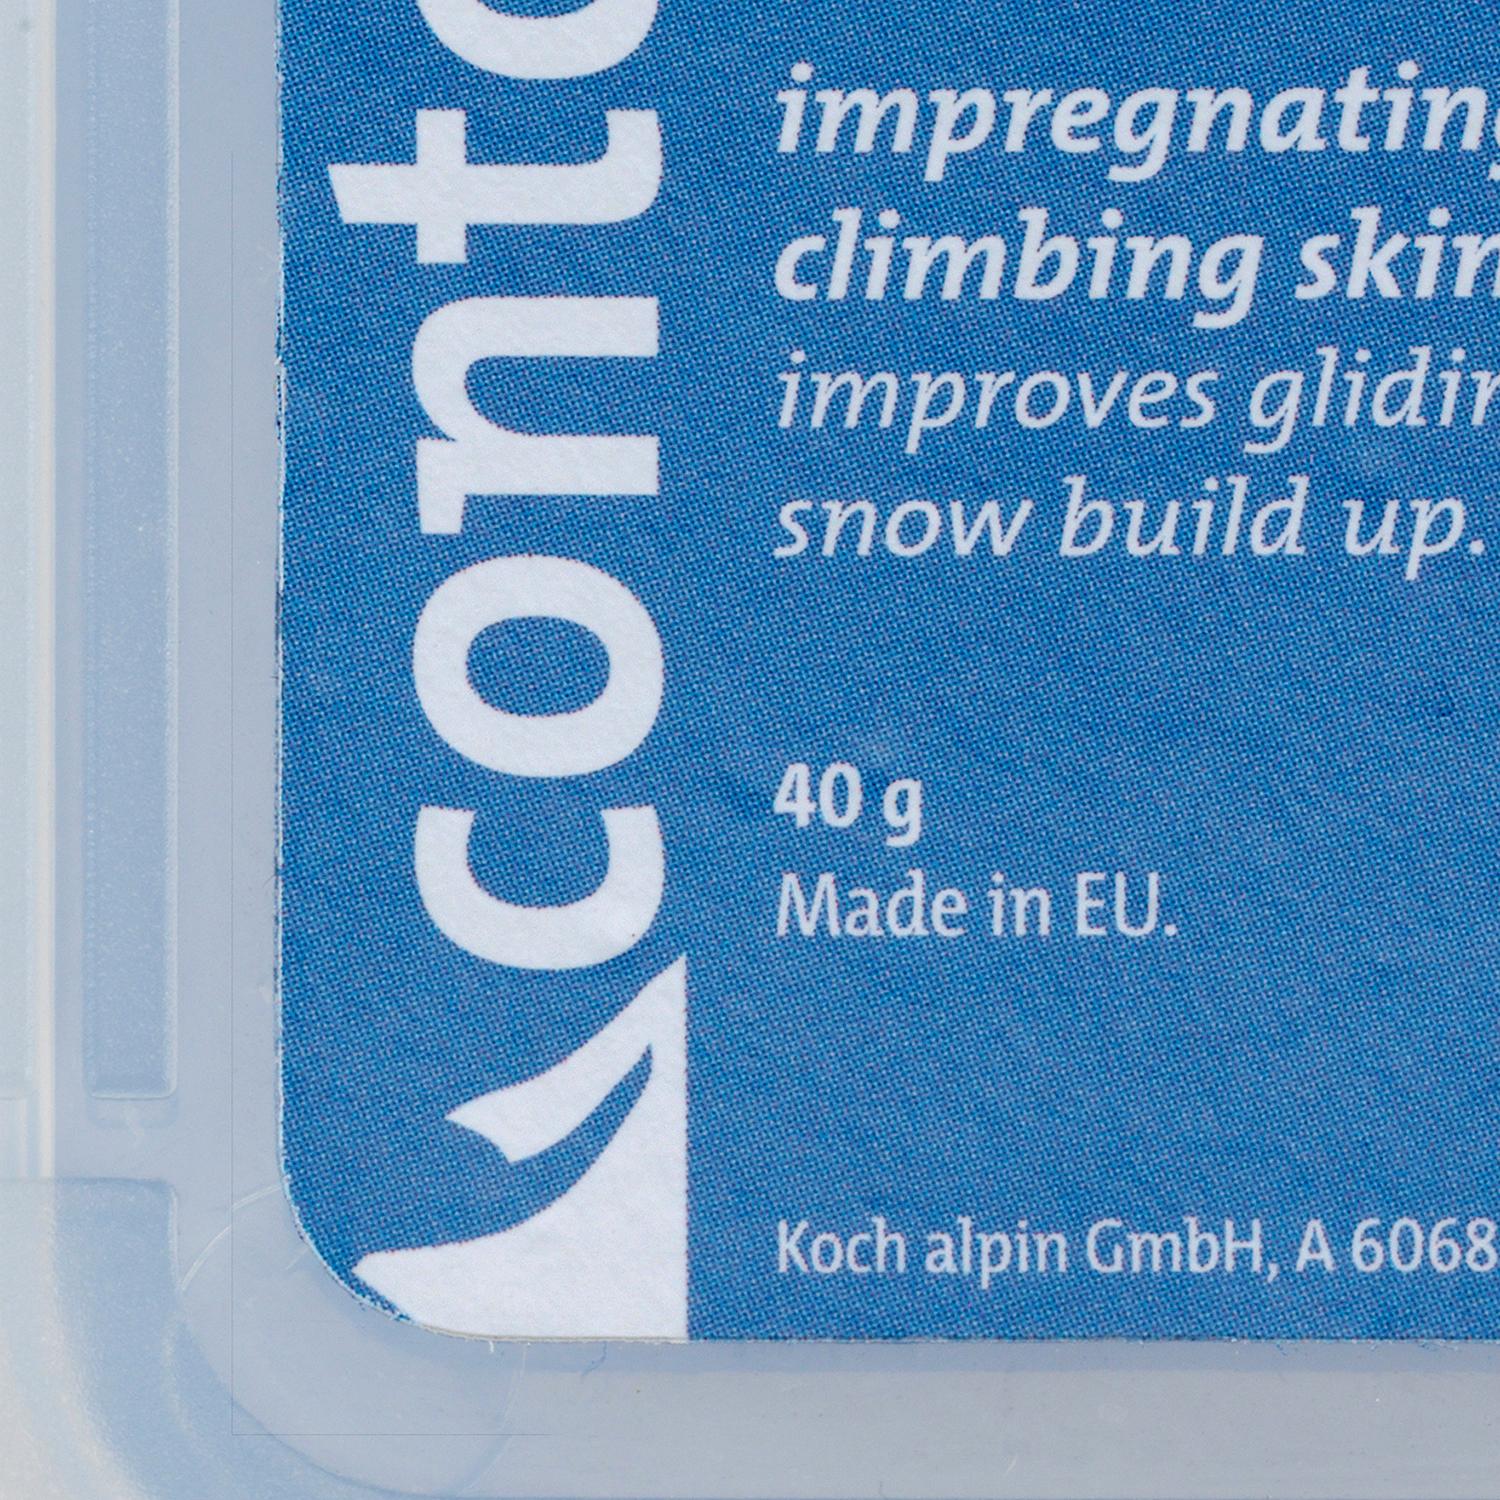 conto
impregnating
climbing skin
improves glidin
snow build up.
40 g
Made in EU.
Koch alpin GmbH, A 6068